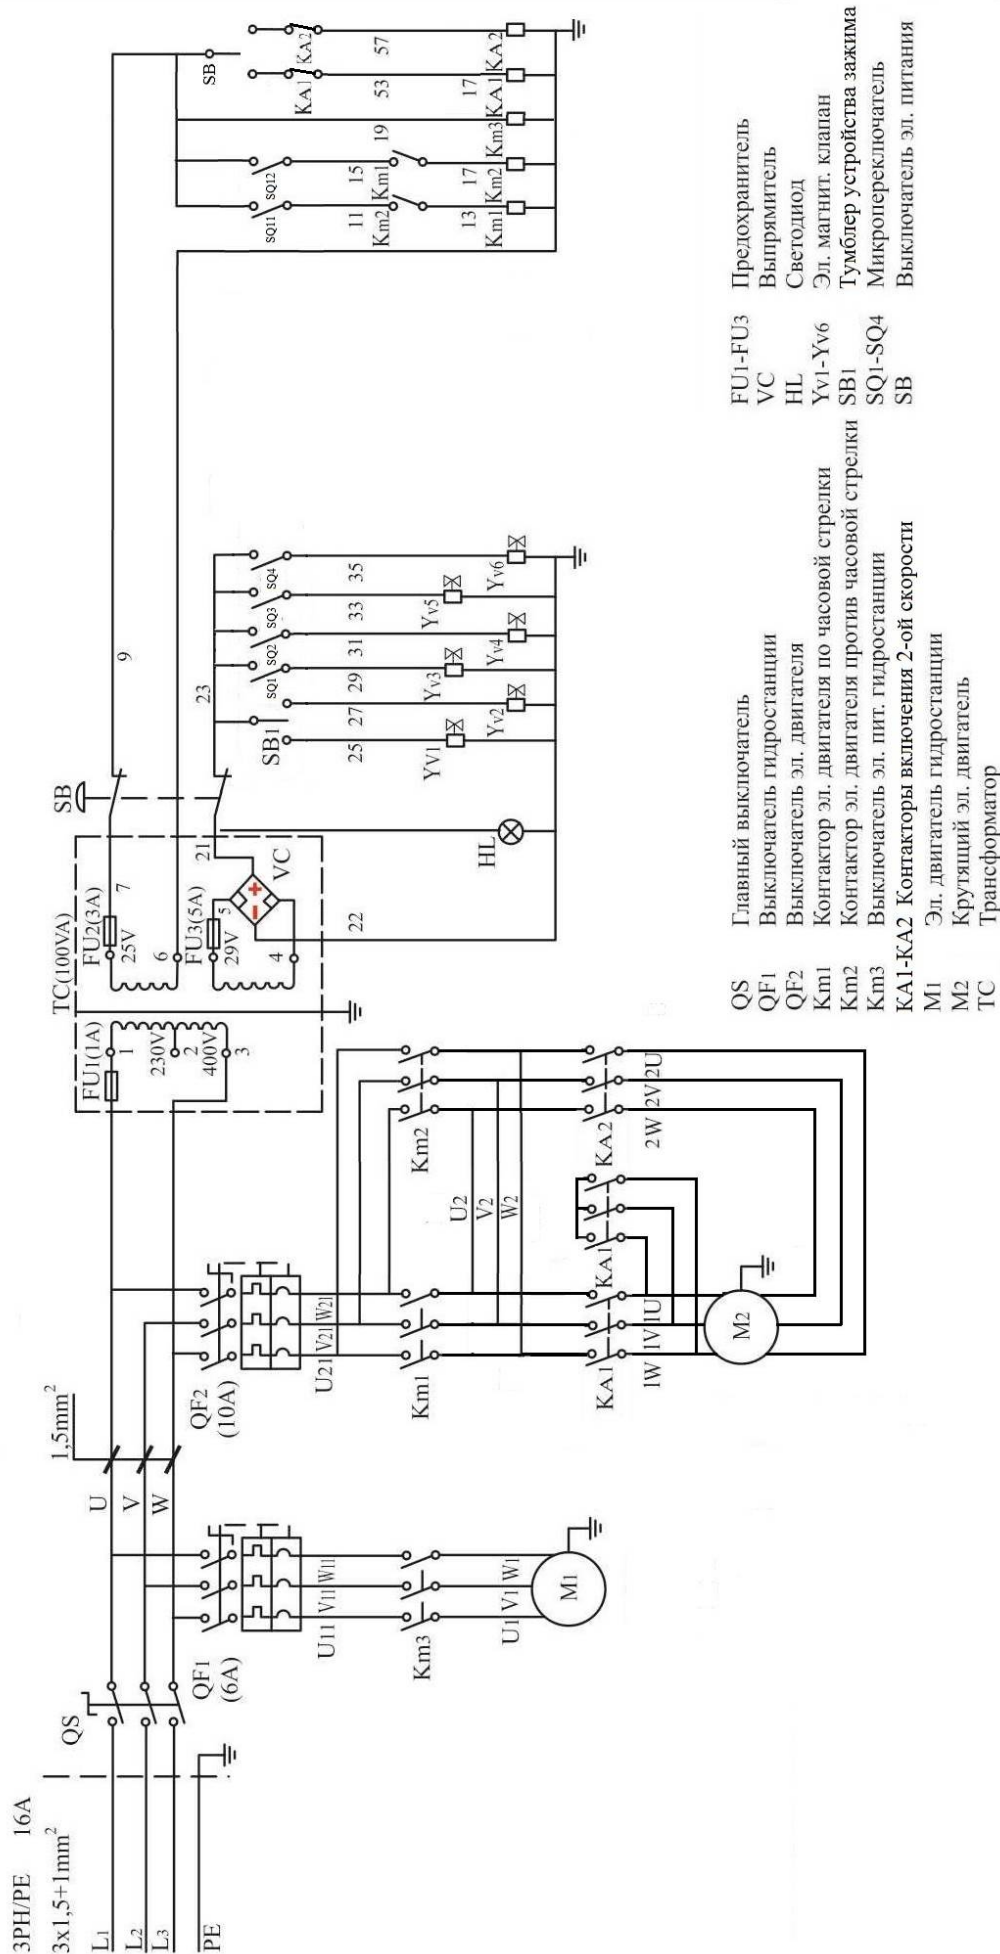 3PH/PE 16A
3x1,5+1mm²
L1
L2
L3
PE
QS
QF1
(6A)
U11 V11 W11
Km3
U1 V1 W1
M1
U
V
W
1,5mm²
QF2
(10A)
U21 V21 W21
Km1
Km2
U2
V2
W2
KA1
KA1
KA2
1W 1V 1U
2W 2V 2U
M2
TC(100VA)
FU1(1A)
1
230V
2
400V
3
FU2(3A)
25V
7
6
FU3(5A)
29V
5
4
VC
+
-
21
22
HL
SB
9
23
SB1
SQ1
SQ2
SQ3
SQ4
25
27
29
31
33
35
YV1
Yv2
Yv3
Yv4
Yv5
Yv6
SB
SQ11
SQ12
KA1
KA2
11
15
19
53
57
Km2
Km1
13
17
17
Km1
Km2
Km3
KA1
KA2
QS Главный выключатель
QF1 Выключатель гидростанции
QF2 Выключатель эл. двигателя
Km1 Контактор эл. двигателя по часовой стрелки
Km2 Контактор эл. двигателя против часовой стрелки
Km3 Выключатель эл. пит. гидростанции
KA1-KA2 Контакторы включения 2-ой скорости
M1 Эл. двигатель гидростанции
M2 Крутящий эл. двигатель
TC Трансформатор
FU1-FU3 Предохранитель
VC Выпрямитель
HL Светодиод
Yv1-Yv6 Эл. магнит. клапан
SB1 Тумблер устройства зажима
SQ1-SQ4 Микропереключатель
SB Выключатель эл. питания